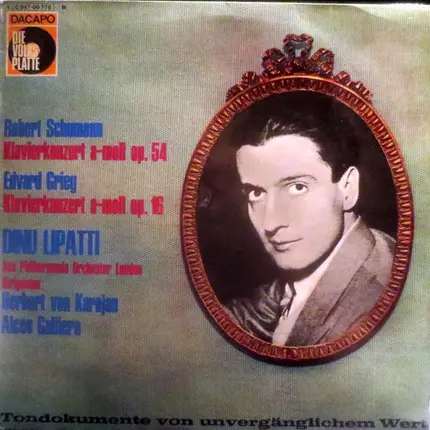 DACAPO
DIE
VOLKS
PLATTE
Robert Schumann
Klavierkonzert a-moll op. 54
Edvard Grieg
Klavierkonzert a-moll op. 16
DINU LIPATTI
Das Philharmonia Orchester London
Dirigenten:
Herbert von Karajan
Alceo Galliera
Tondokumente von unvergänglichem Wert